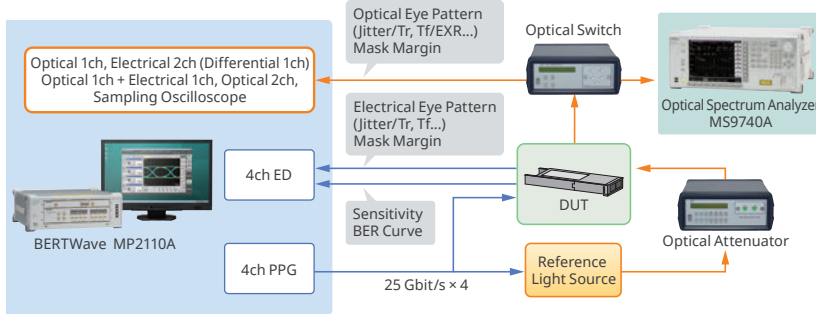 Optical Eye Pattern
(Jitter/Tr, Tf/EXR...)
Mask Margin
Optical Switch
Optical 1ch, Electrical 2ch (Differential 1ch)
Optical 1ch + Electrical 1ch, Optical 2ch,
Sampling Oscilloscope
Optical Spectrum Analyzer
MS9740A
Electrical Eye Pattern
(Jitter/Tr, Tf...)
Mask Margin
4ch ED
DUT
Sensitivity
BER Curve
BERTWave MP2110A
Optical Attenuator
4ch PPG
25 Gbit/s × 4
Reference
Light Source